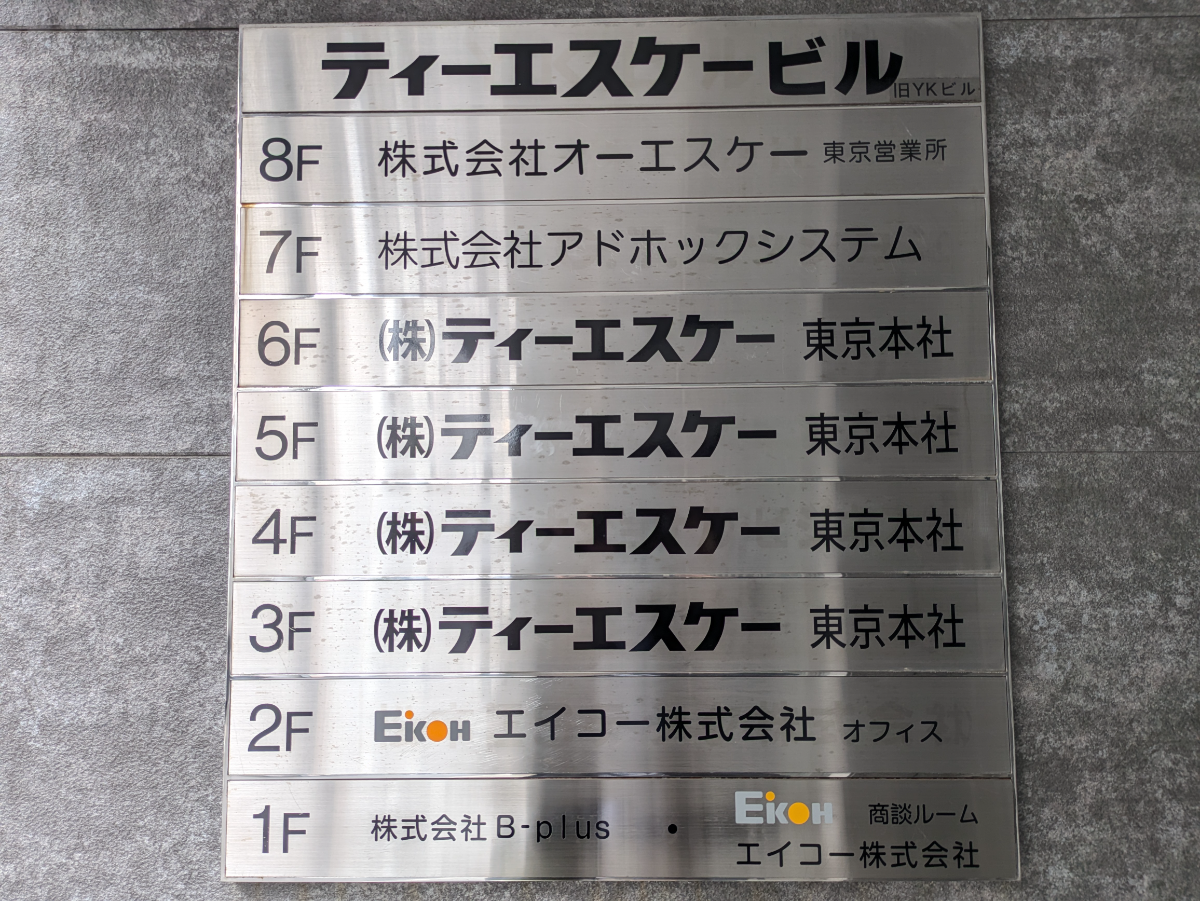 ティーエスケービル 旧YKビル
8F 株式会社オーエスケー 東京営業所
7F 株式会社アドホックシステム
6F (株)ティーエスケー 東京本社
5F (株)ティーエスケー 東京本社
4F (株)ティーエスケー 東京本社
3F (株)ティーエスケー 東京本社
2F EiKOH エイコー株式会社 オフィス
1F 株式会社B-plus ・ EiKOH 商談ルーム
エイコー株式会社